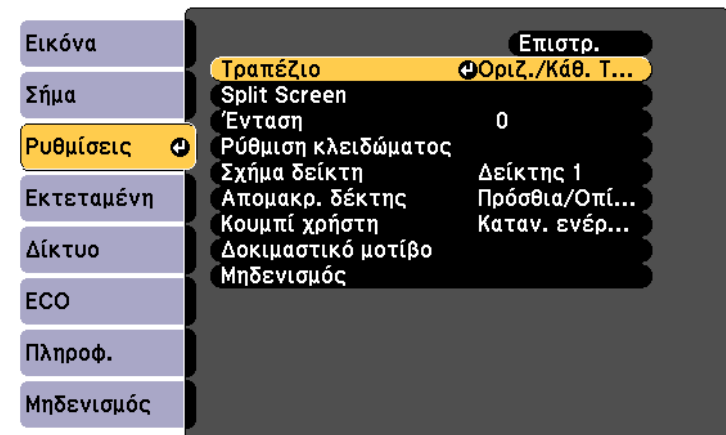 Εικόνα
Σήμα
Ρυθμίσεις
Εκτεταμένη
Δίκτυο
ECO
Πληροφ.
Μηδενισμός
Επιστρ.
Τραπέζιο Οριζ./Κάθ. Τ...
Split Screen
Ένταση 0
Ρύθμιση κλειδώματος
Σχήμα δείκτη Δείκτης 1
Απομακρ. δέκτης Πρόσθια/Οπί...
Κουμπί χρήστη Καταν. ενέρ...
Δοκιμαστικό μοτίβο
Μηδενισμός